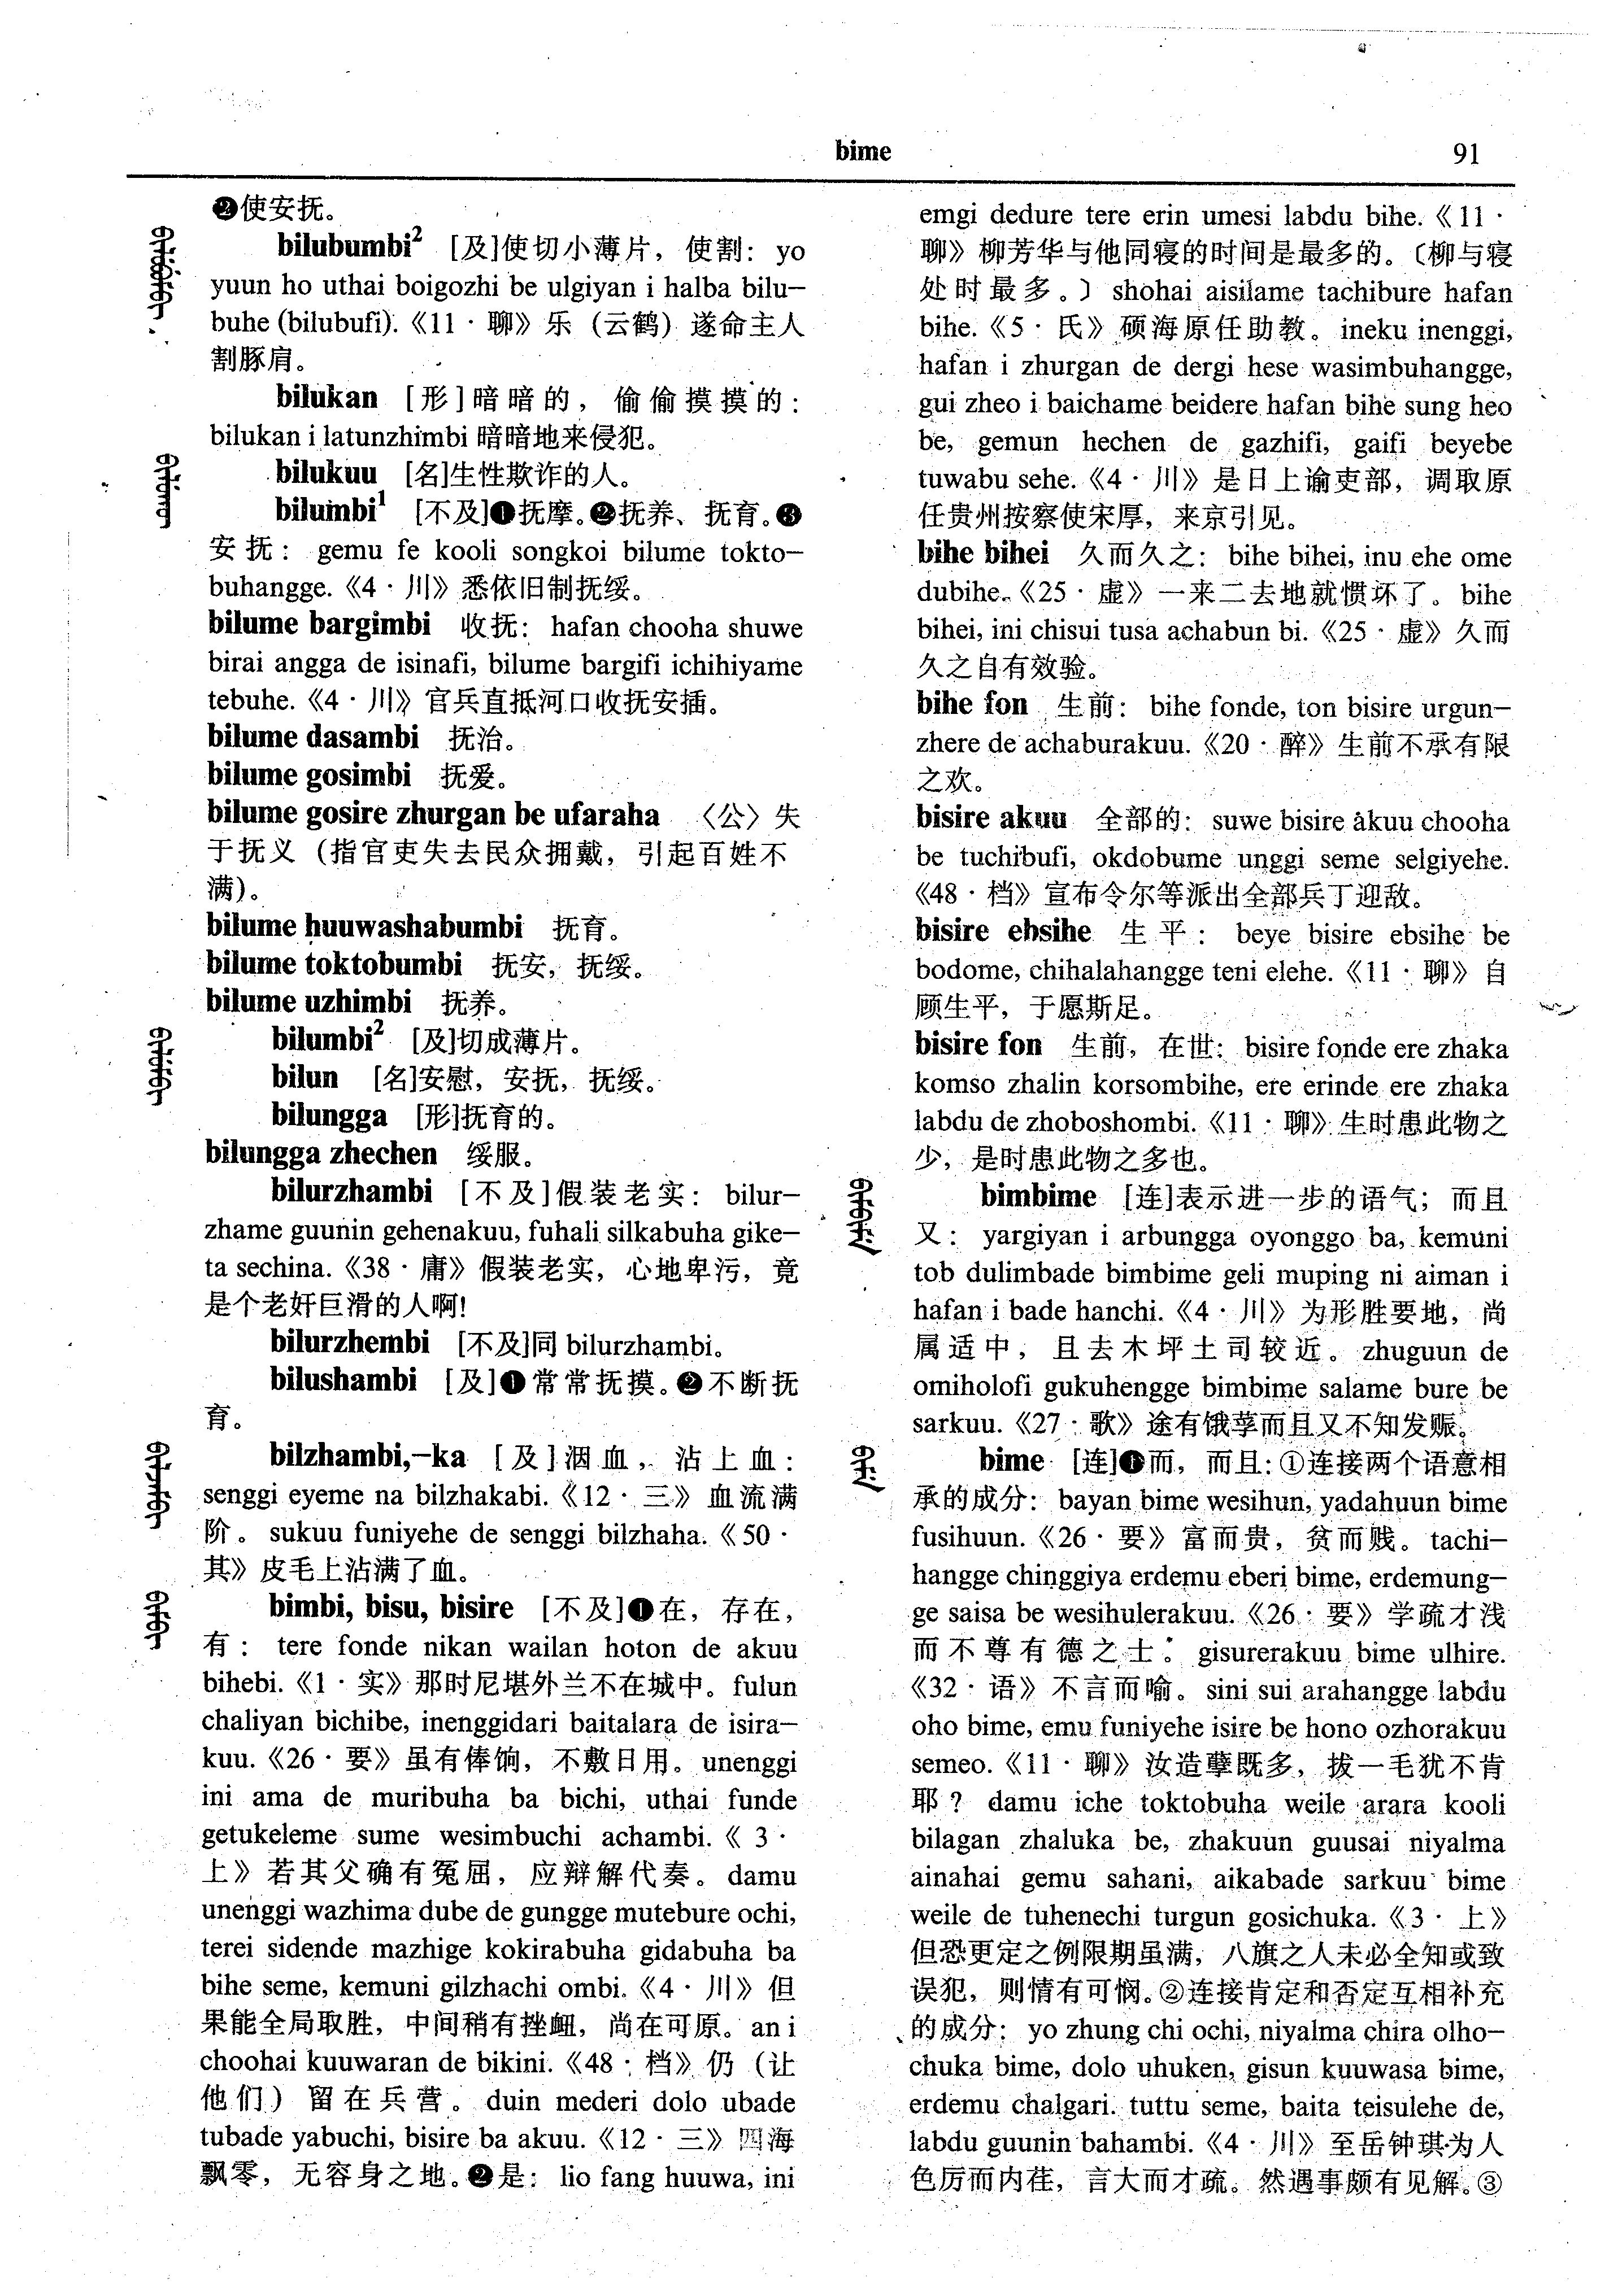 bime
91
❷使安抚。
bilubumbi² [及]使切小薄片，使割：yo
yuun ho uthai boigozhi be ulgiyan i halba bilu-
buhe (bilubufi).《11·聊》乐（云鹤）遂命主人
割豚肩。
bilukan [形]暗暗的，偷偷摸摸的：
bilukan i latunzhimbi 暗暗地来侵犯。
bilukuu [名]生性欺诈的人。
bilumbi¹ [不及]❶抚摩。❷抚养、抚育。❸
安抚：gemu fe kooli songkoi bilume tokto-
buhangge.《4·川》悉依旧制抚绥。
bilume bargimbi 收抚：hafan chooha shuwe
birai angga de isinafi, bilume bargifi ichihiyame
tebuhe.《4·川》官兵直抵河口收抚安插。
bilume dasambi 抚治。
bilume gosimbi 抚爱。
bilume gosire zhurgan be ufaraha 〈公〉失
于抚义（指官吏失去民众拥戴，引起百姓不
满）。
bilume huuwashabumbi 抚育。
bilume toktobumbi 抚安，抚绥。
bilume uzhimbi 抚养。
bilumbi² [及]切成薄片。
bilun [名]安慰，安抚，抚绥。
bilungga [形]抚育的。
bilungga zhechen 绥服。
bilurzhambi [不及]假装老实：bilur-
zhame guunin gehenakuu, fuhali silkabuha gike-
ta sechina.《38·庸》假装老实，心地卑污，竟
是个老奸巨滑的人啊！
bilurzhembi [不及]同 bilurzhambi。
bilushambi [及]❶常常抚摸。❷不断抚
育。
bilzhambi,-ka [及]洇血，沾上血：
senggi eyeme na bilzhakabi.《12·三》血流满
阶。sukuu funiyehe de senggi bilzhaha.《50·
其》皮毛上沾满了血。
bimbi, bisu, bisire [不及]❶在，存在，
有：tere fonde nikan wailan hoton de akuu
bihebi.《1·实》那时尼堪外兰不在城中。fulun
chaliyan bichibe, inenggidari baitalara de isira-
kuu.《26·要》虽有俸饷，不敷日用。unenggi
ini ama de muribuha ba bichi, uthai funde
getukeleme sume wesimbuchi achambi.《3·
上》若其父确有冤屈，应辩解代奏。damu
unenggi wazhima dube de gungge mutebure ochi,
terei sidende mazhige kokirabuha gidabuha ba
bihe seme, kemuni gilzhachi ombi.《4·川》但
果能全局取胜，中间稍有挫衄，尚在可原。an i
choohai kuuwaran de bikini.《48·档》仍（让
他们）留在兵营。duin mederi dolo ubade
tubade yabuchi, bisire ba akuu.《12·三》四海
飘零，无容身之地。❷是：lio fang huuwa, ini
emgi dedure tere erin umesi labdu bihe.《11·
聊》柳芳华与他同寝的时间是最多的。〔柳与寝
处时最多。〕shohai aisilame tachibure hafan
bihe.《5·氏》硕海原任助教。ineku inenggi,
hafan i zhurgan de dergi hese wasimbuhangge,
gui zheo i baichame beidere hafan bihe sung heo
be, gemun hechen de gazhifi, gaifi beyebe
tuwabu sehe.《4·川》是日上谕吏部，调取原
任贵州按察使宋厚，来京引见。
bihe bihei 久而久之：bihe bihei, inu ehe ome
dubihe.《25·虚》一来二去地就惯坏了。bihe
bihei, ini chisui tusa achabun bi.《25·虚》久而
久之自有效验。
bihe fon 生前：bihe fonde, ton bisire urgun-
zhere de achaburakuu.《20·醉》生前不承有限
之欢。
bisire akuu 全部的：suwe bisire akuu chooha
be tuchibufi, okdobume unggi seme selgiyehe.
《48·档》宣布令尔等派出全部兵丁迎敌。
bisire ebsihe 生平：beye bisire ebsihe be
bodome, chihalahangge teni elehe.《11·聊》自
顾生平，于愿斯足。
bisire fon 生前，在世：bisire fonde ere zhaka
komso zhalin korsombihe, ere erinde ere zhaka
labdu de zhoboshombi.《11·聊》生时患此物之
少，是时患此物之多也。
bimbime [连]表示进一步的语气；而且
又：yargiyan i arbungga oyonggo ba, kemuni
tob dulimbade bimbime geli muping ni aiman i
hafan i bade hanchi.《4·川》为形胜要地，尚
属适中，且去木坪土司较近。zhuguun de
omiholofi gukuhengge bimbime salame bure be
sarkuu.《27·歌》途有饿莩而且又不知发赈。
bime [连]❶而，而且：①连接两个语意相
承的成分：bayan bime wesihun, yadahuun bime
fusihuun.《26·要》富而贵，贫而贱。tachi-
hangge chinggiya erdemu eberi bime, erdemung-
ge saisa be wesihulerakuu.《26·要》学疏才浅
而不尊有德之士。gisurerakuu bime ulhire.
《32·语》不言而喻。sini sui arahangge labdu
oho bime, emu funiyehe isire be hono ozhorakuu
semeo.《11·聊》汝造孽既多，拔一毛犹不肯
耶？damu iche toktobuha weile arara kooli
bilagan zhaluka be, zhakuun guusai niyalma
ainahai gemu sahani, aikabade sarkuu bime
weile de tuhenechi turgun gosichuka.《3·上》
但恐更定之例限期虽满，八旗之人未必全知或致
误犯，则情有可悯。②连接肯定和否定互相补充
的成分：yo zhung chi ochi, niyalma chira olho-
chuka bime, dolo uhuken, gisun kuuwasa bime,
erdemu chalgari. tuttu seme, baita teisulehe de,
labdu guunin bahambi.《4·川》至岳钟琪为人
色厉而内荏，言大而才疏。然遇事颇有见解。③